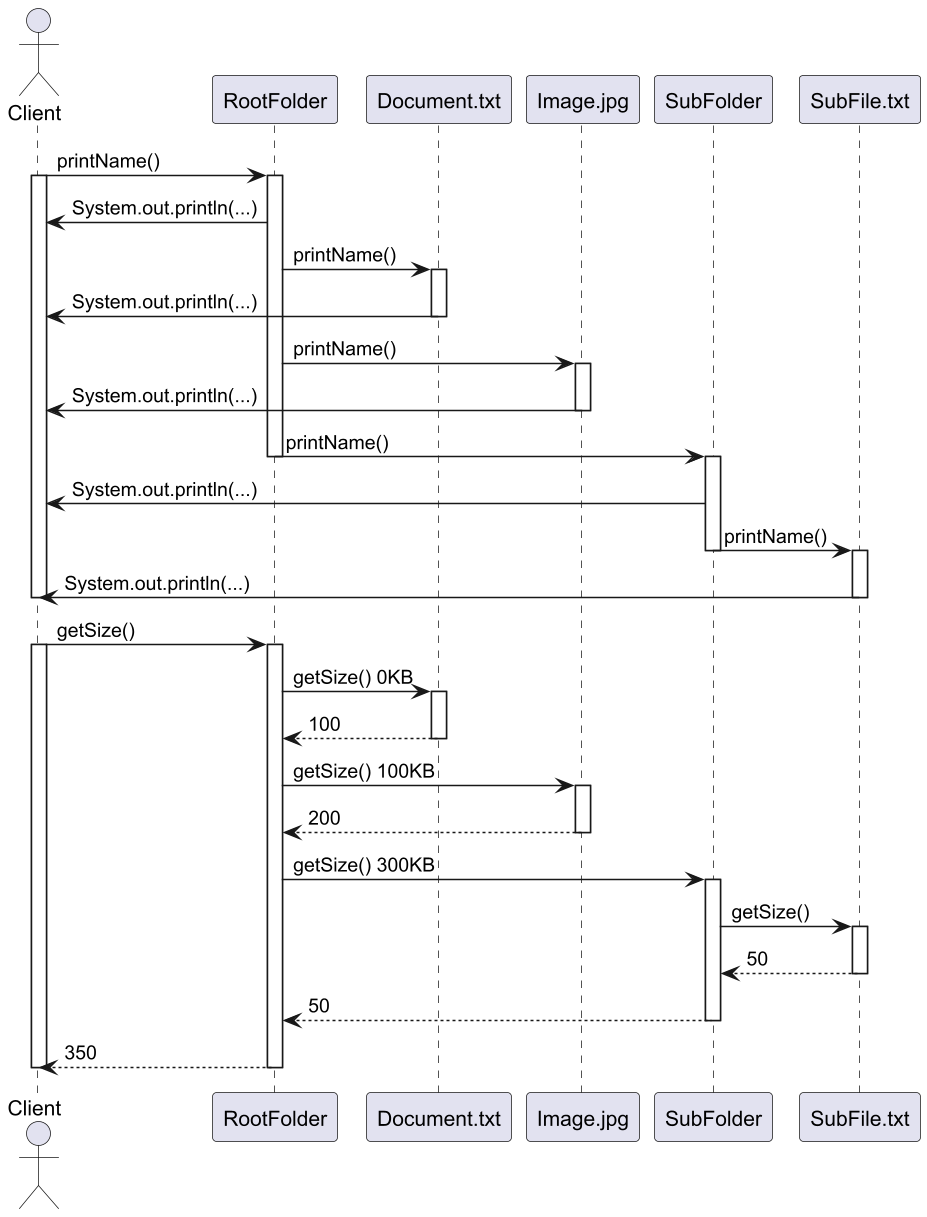 Client
RootFolder
Document.txt
Image.jpg
SubFolder
SubFile.txt
printName()
System.out.println(...)
printName()
System.out.println(...)
printName()
System.out.println(...)
printName()
System.out.println(...)
printName()
System.out.println(...)
getSize()
getSize() 0KB
100
getSize() 100KB
200
getSize() 300KB
getSize()
50
50
350
Client
RootFolder
Document.txt
Image.jpg
SubFolder
SubFile.txt